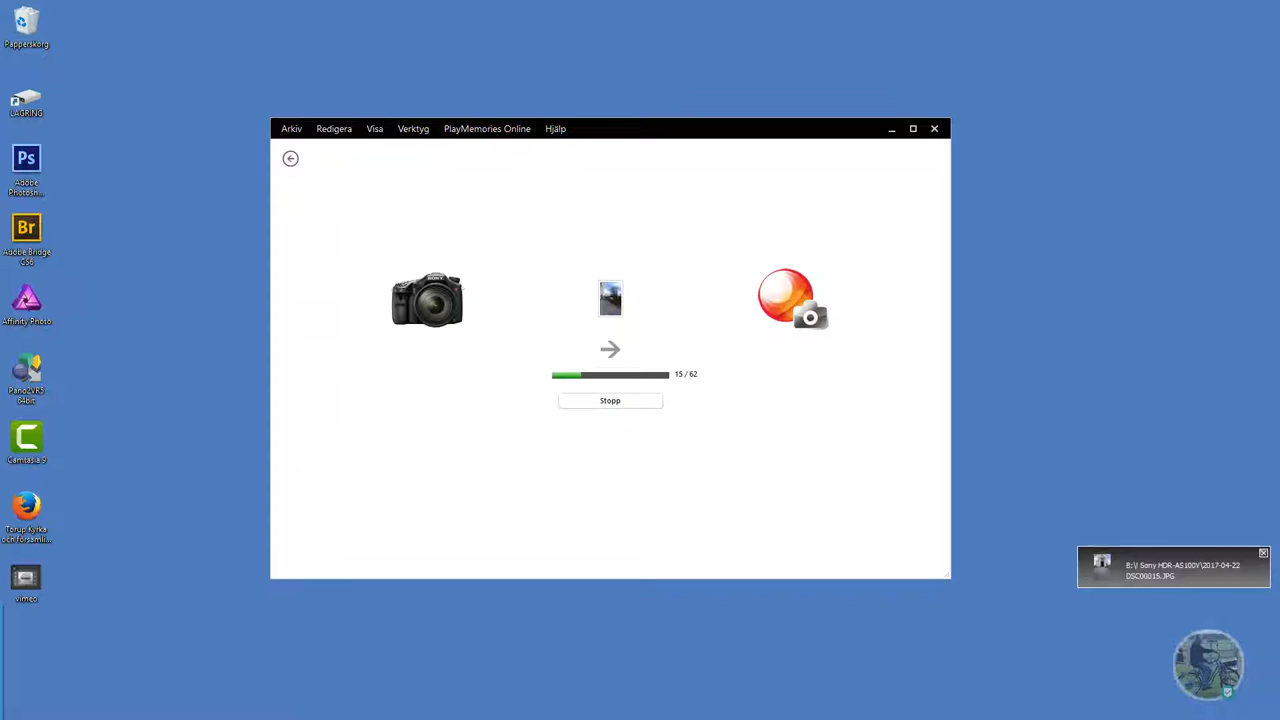 Papperskorg
LAGRING
Ps
Adobe
Photosh...
Br
Adobe Bridge
CS6
Affinity Photo
Pano2VR5
64bit
Camtasia 9
Torup Kyrka
och församli...
vimeo
Arkiv Redigera Visa Verktyg PlayMemories Online Hjälp
SONY
15 / 62
Stopp
B:\! Sony HDR-AS100V\2017-04-22
DSC00015.JPG